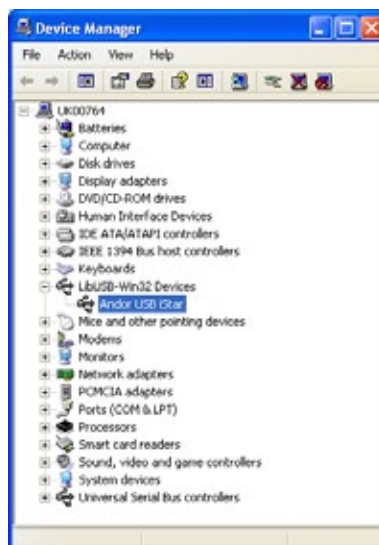 Device Manager
File Action View Help
UK00764
Batteries
Computer
Disk drives
Display adapters
DVD/CD-ROM drives
Human Interface Devices
IDE ATA/ATAPI controllers
IEEE 1394 Bus host controllers
Keyboards
LibUSB-Win32 Devices
Andor USB iStar
Mice and other pointing devices
Modems
Monitors
Network adapters
PCMCIA adapters
Ports (COM & LPT)
Processors
Smart card readers
Sound, video and game controllers
System devices
Universal Serial Bus controllers